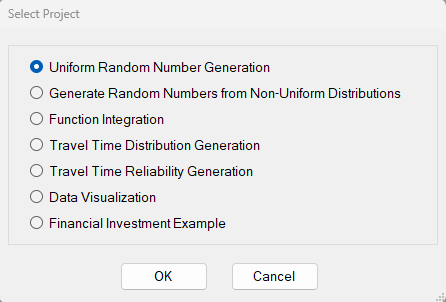 Select Project
Uniform Random Number Generation
Generate Random Numbers from Non-Uniform Distributions
Function Integration
Travel Time Distribution Generation
Travel Time Reliability Generation
Data Visualization
Financial Investment Example
OK Cancel